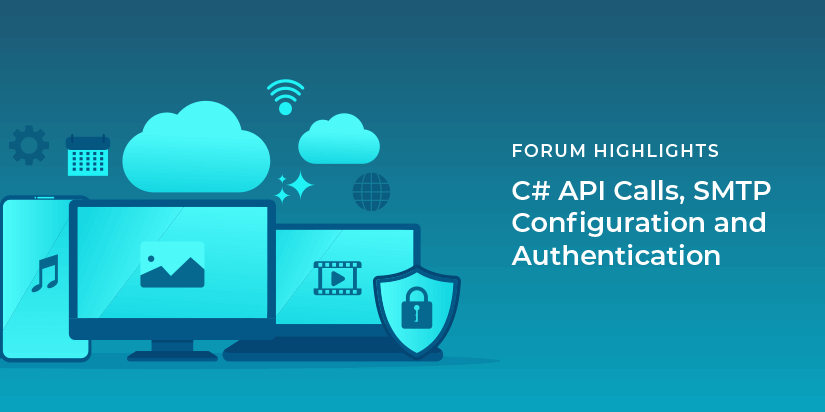 FORUM HIGHLIGHTS
C# API Calls, SMTP
Configuration and
Authentication